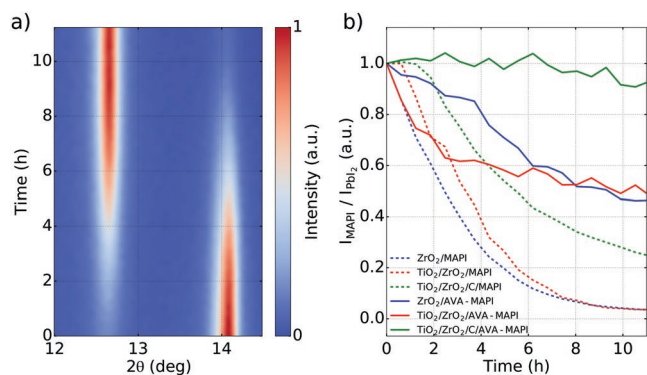 a)
10
8
6
4
2
0
Time (h)
12
13
14
2θ (deg)
1
0
Intensity (a.u.)
b)
1.0
0.8
0.6
0.4
0.2
0.0
I_MAPI / I_PbI₂ (a.u.)
ZrO₂/MAPI
TiO₂/ZrO₂/MAPI
TiO₂/ZrO₂/C/MAPI
ZrO₂/AVA-MAPI
TiO₂/ZrO₂/AVA-MAPI
TiO₂/ZrO₂/C/AVA-MAPI
0
2
4
6
8
10
Time (h)